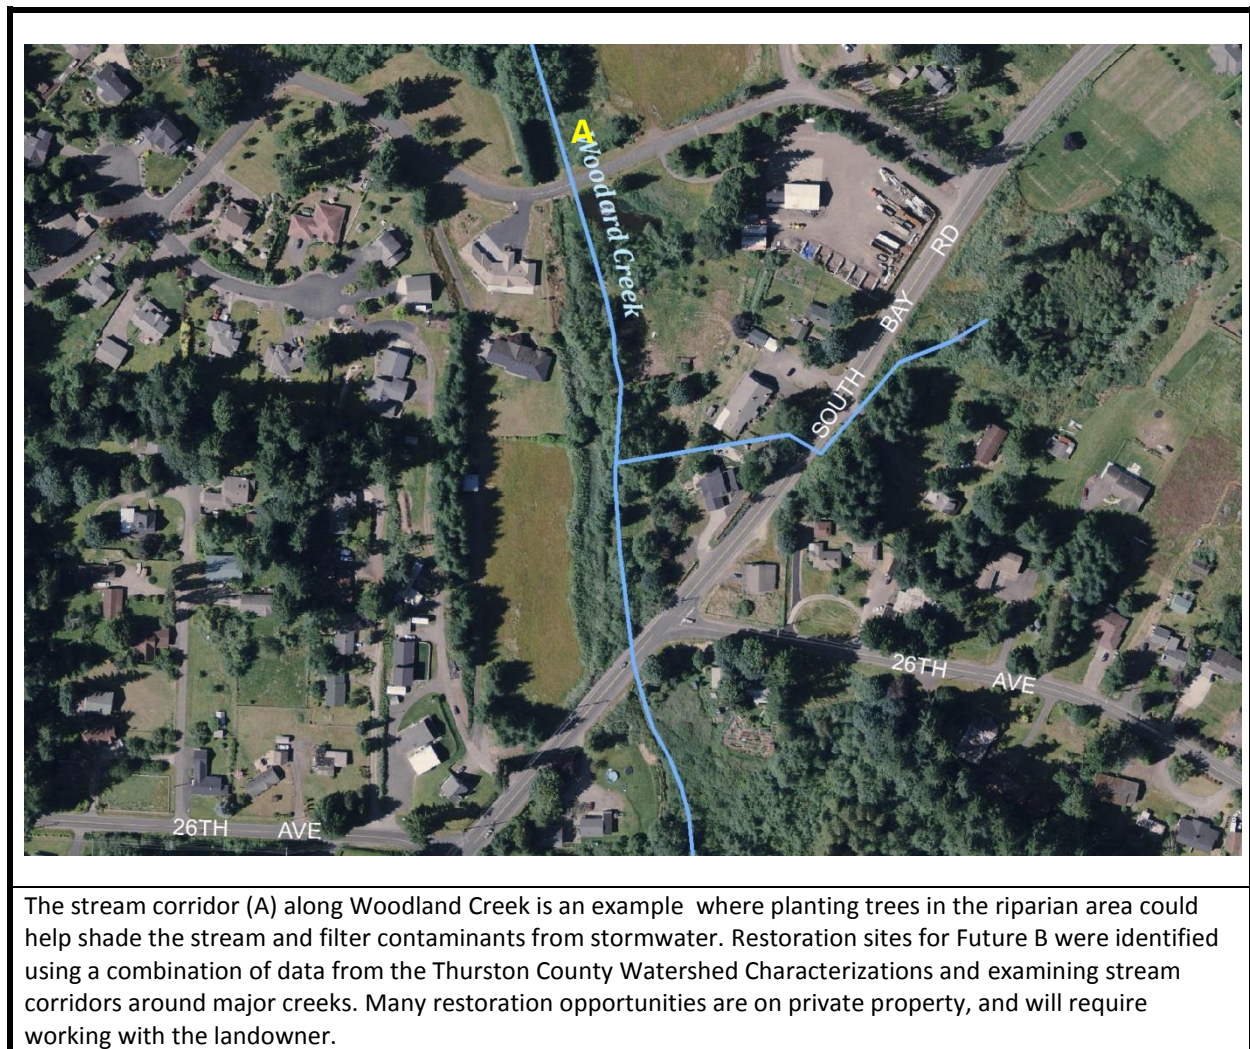 A
Woodard Creek
SOUTH BAY RD
26TH AVE
26TH AVE
The stream corridor (A) along Woodland Creek is an example  where planting trees in the riparian area could
help shade the stream and filter contaminants from stormwater. Restoration sites for Future B were identified
using a combination of data from the Thurston County Watershed Characterizations and examining stream
corridors around major creeks. Many restoration opportunities are on private property, and will require
working with the landowner.